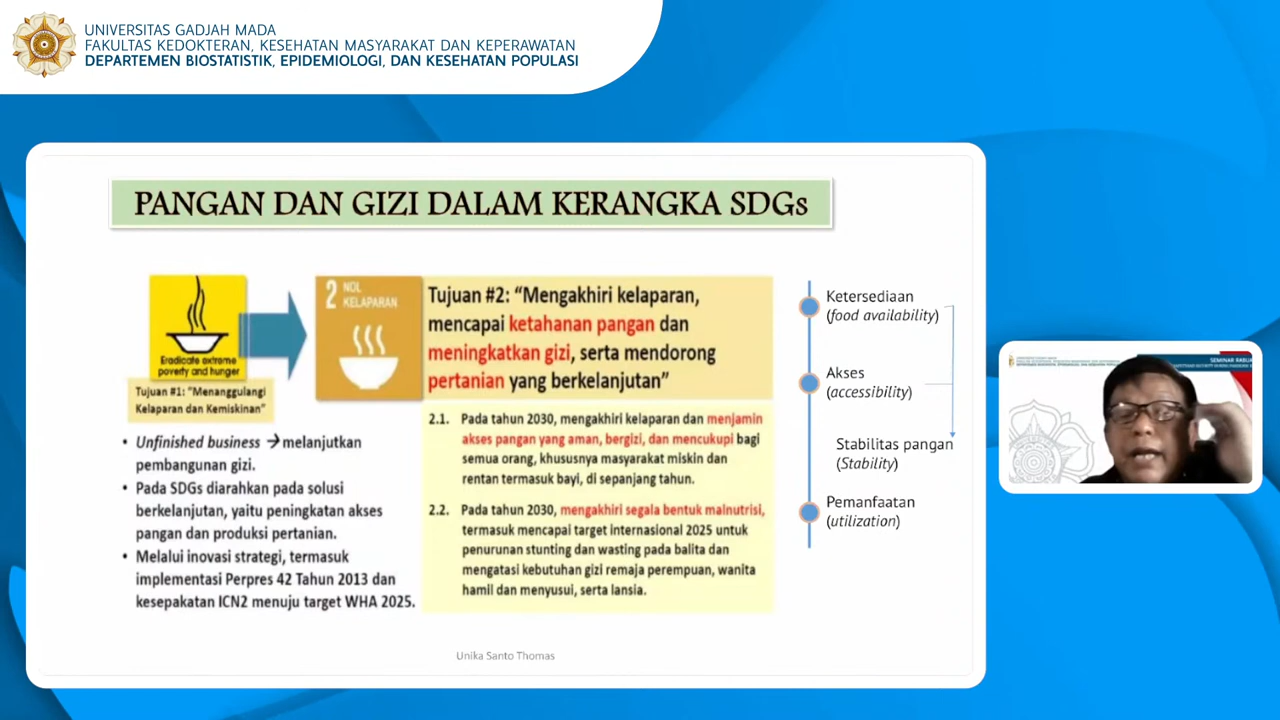 UNIVERSITAS GADJAH MADA
FAKULTAS KEDOKTERAN, KESEHATAN MASYARAKAT DAN KEPERAWATAN
DEPARTEMEN BIOSTATISTIK, EPIDEMIOLOGI, DAN KESEHATAN POPULASI
PANGAN DAN GIZI DALAM KERANGKA SDGs
Eradicate extreme
poverty and hunger
Tujuan #1: "Menanggulangi
Kelaparan dan Kemiskinan"
• Unfinished business → melanjutkan
pembangunan gizi.
• Pada SDGs diarahkan pada solusi
berkelanjutan, yaitu peningkatan akses
pangan dan produksi pertanian.
• Melalui inovasi strategi, termasuk
implementasi Perpres 42 Tahun 2013 dan
kesepakatan ICN2 menuju target WHA 2025.
2 NOL
KELAPARAN
Tujuan #2: "Mengakhiri kelaparan,
mencapai ketahanan pangan dan
meningkatkan gizi, serta mendorong
pertanian yang berkelanjutan"
2.1. Pada tahun 2030, mengakhiri kelaparan dan menjamin
akses pangan yang aman, bergizi, dan mencukupi bagi
semua orang, khususnya masyarakat miskin dan
rentan termasuk bayi, di sepanjang tahun.
2.2. Pada tahun 2030, mengakhiri segala bentuk malnutrisi,
termasuk mencapai target internasional 2025 untuk
penurunan stunting dan wasting pada balita dan
mengatasi kebutuhan gizi remaja perempuan, wanita
hamil dan menyusui, serta lansia.
Ketersediaan
(food availability)
Akses
(accessibility)
Stabilitas pangan
(Stability)
Pemanfaatan
(utilization)
Unika Santo Thomas
SEMINAR RABU